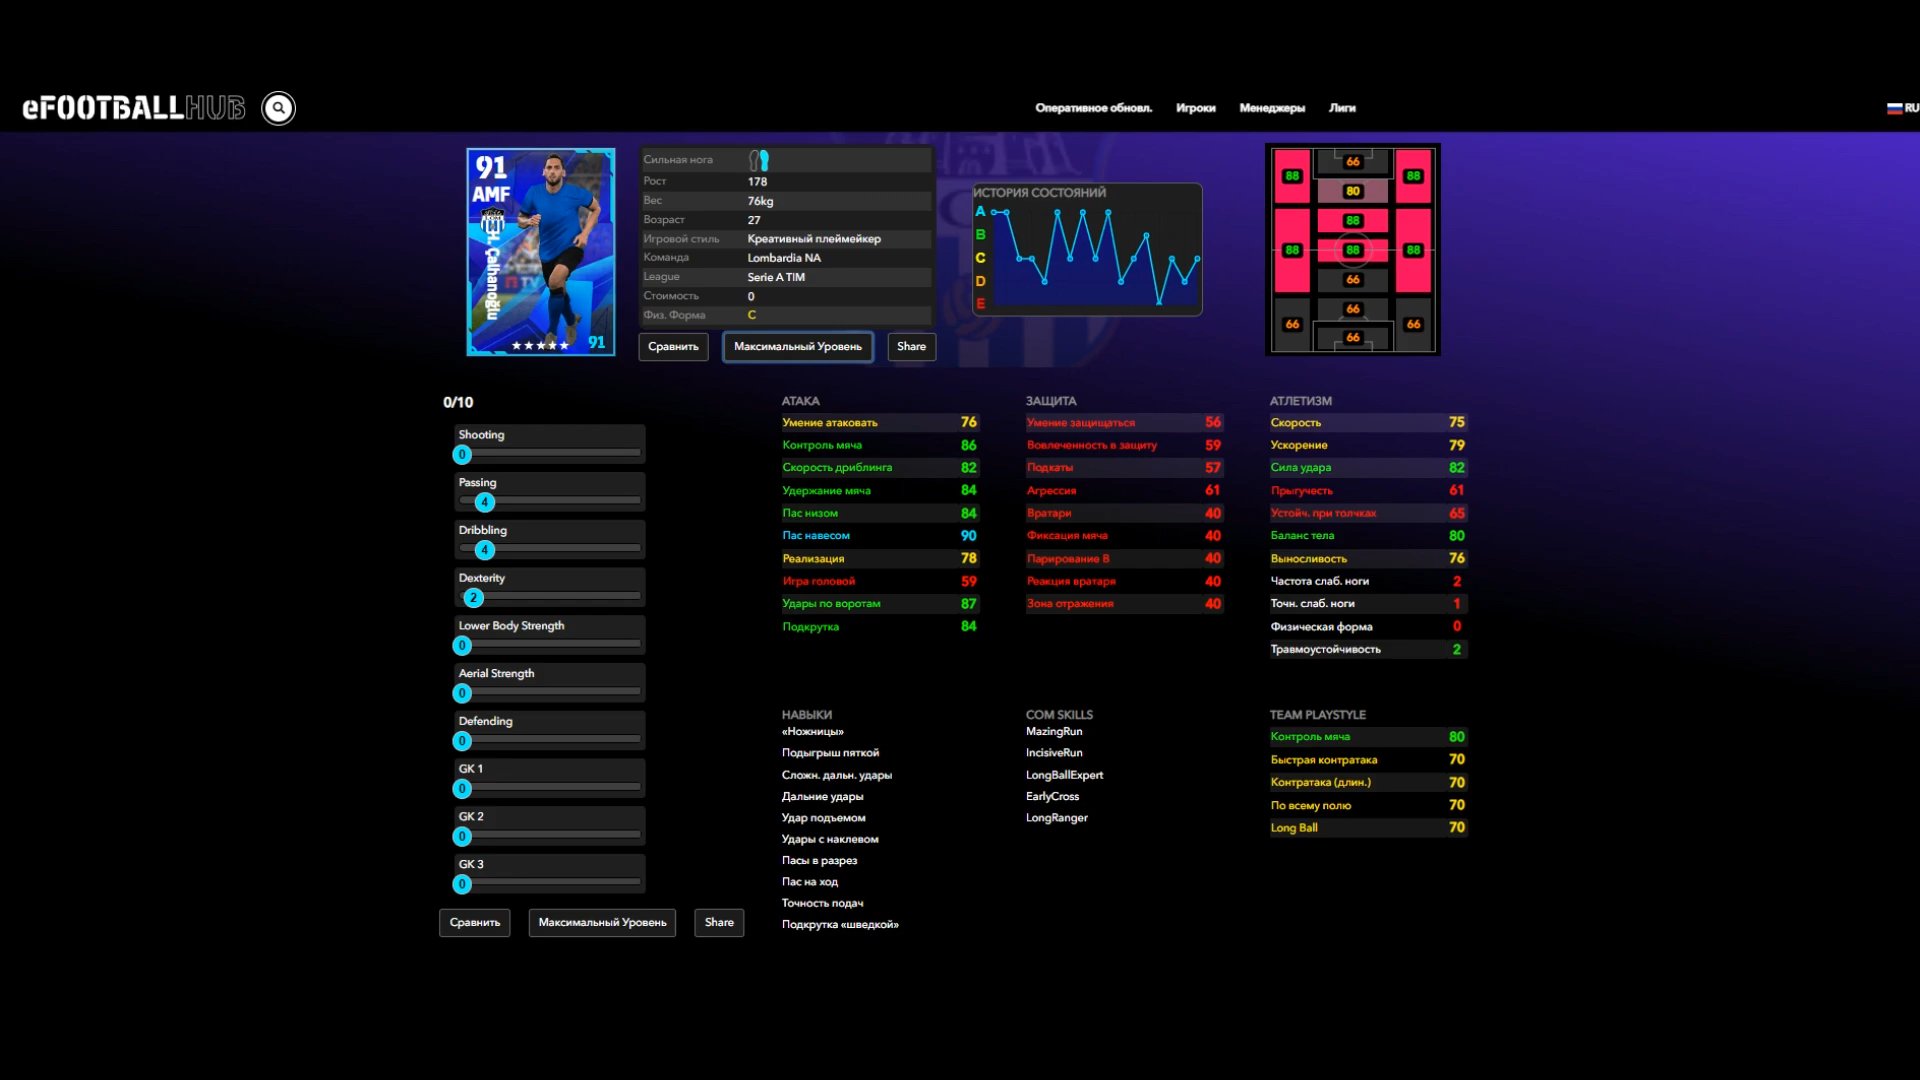 eFOOTBALLHUB
Оперативное обновл. Игроки Менеджеры Лиги
RU
91
AMF
H. Çalhanoğlu
91
Сильная нога
Рост 178
Вес 76kg
Возраст 27
Игровой стиль Креативный плеймейкер
Команда Lombardia NA
League Serie A TIM
Стоимость 0
Физ. Форма C
Сравнить Максимальный Уровень Share
ИСТОРИЯ СОСТОЯНИЙ
A
B
C
D
E
66
88 80 88
88
88 88 88
66
66
66 66
66
0/10
Shooting
0
Passing
4
Dribbling
4
Dexterity
2
Lower Body Strength
0
Aerial Strength
0
Defending
0
GK 1
0
GK 2
0
GK 3
0
Сравнить Максимальный Уровень Share
АТАКА
Умение атаковать 76
Контроль мяча 86
Скорость дриблинга 82
Удержание мяча 84
Пас низом 84
Пас навесом 90
Реализация 78
Игра головой 59
Удары по воротам 87
Подкрутка 84
ЗАЩИТА
Умение защищаться 56
Вовлеченность в защиту 59
Подкаты 57
Агрессия 61
Вратари 40
Фиксация мяча 40
Парирование В 40
Реакция вратаря 40
Зона отражения 40
АТЛЕТИЗМ
Скорость 75
Ускорение 79
Сила удара 82
Прыгучесть 61
Устойч. при толчках 65
Баланс тела 80
Выносливость 76
Частота слаб. ноги 2
Точн. слаб. ноги 1
Физическая форма 0
Травмоустойчивость 2
НАВЫКИ
«Ножницы»
Подыгрыш пяткой
Сложн. дальн. удары
Дальние удары
Удар подъемом
Удары с наклевом
Пасы в разрез
Пас на ход
Точность подач
Подкрутка «шведкой»
COM SKILLS
MazingRun
IncisiveRun
LongBallExpert
EarlyCross
LongRanger
TEAM PLAYSTYLE
Контроль мяча 80
Быстрая контратака 70
Контратака (длин.) 70
По всему полю 70
Long Ball 70